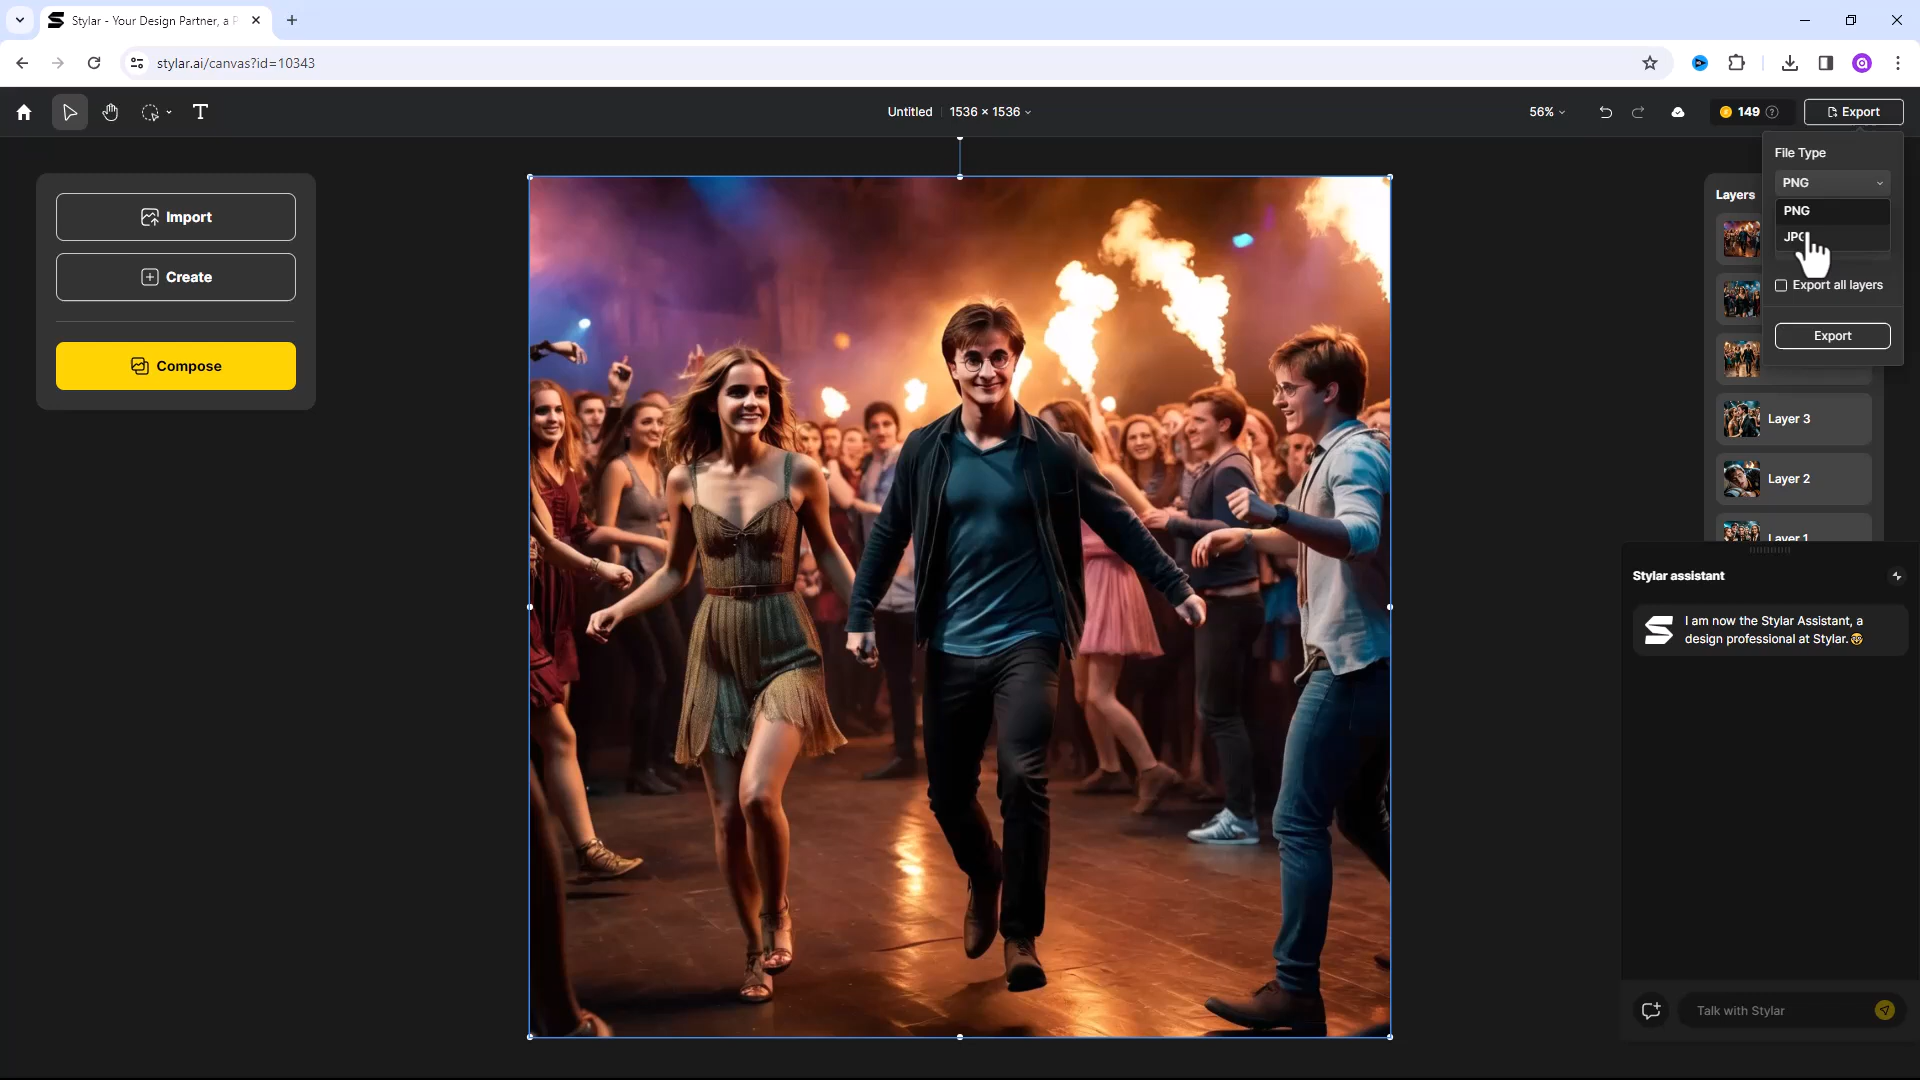 Stylar - Your Design Partner, a P
stylar.ai/canvas?id=10343
Untitled
1536 × 1536
56%
149
Export
File Type
PNG
PNG
Layers
Import
Create
Compose
Export all layers
Export
Layer 3
Layer 2
Layer 1
Stylar assistant
I am now the Stylar Assistant, a
design professional at Stylar.
Talk with Stylar